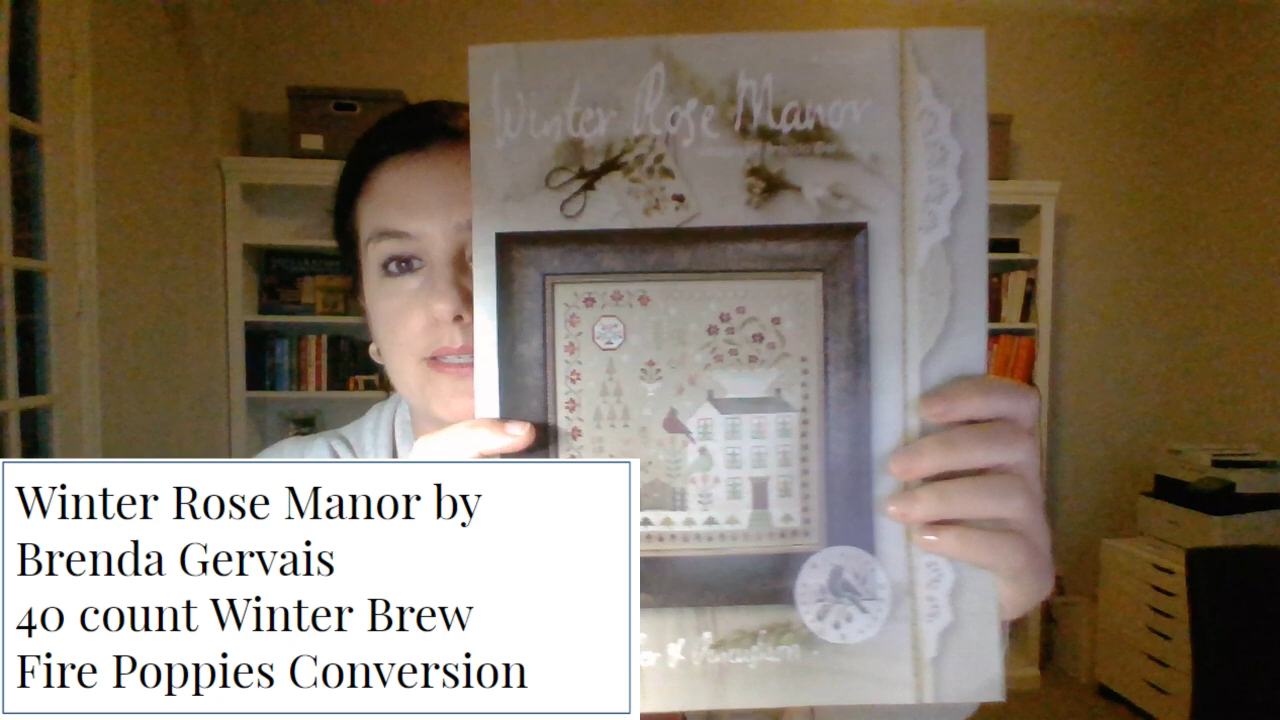 Winter Rose Manor
Winter Rose Manor by
Brenda Gervais
40 count Winter Brew
Fire Poppies Conversion